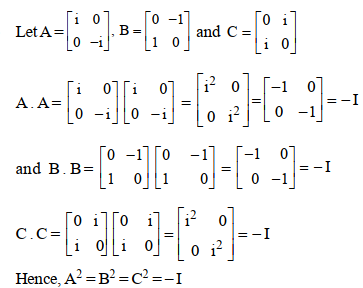 Let A = [i 0; 0 -i], B = [0 -1; 1 0] and C = [0 i; i 0]
A . A = [i 0; 0 -i] [i 0; 0 -i] = [i² 0; 0 i²] = [-1 0; 0 -1] = -I
and B . B = [0 -1; 1 0] [0 -1; 1 0] = [-1 0; 0 -1] = -I
C . C = [0 i; i 0] [0 i; i 0] = [i² 0; 0 i²] = -I
Hence, A² = B² = C² = -I